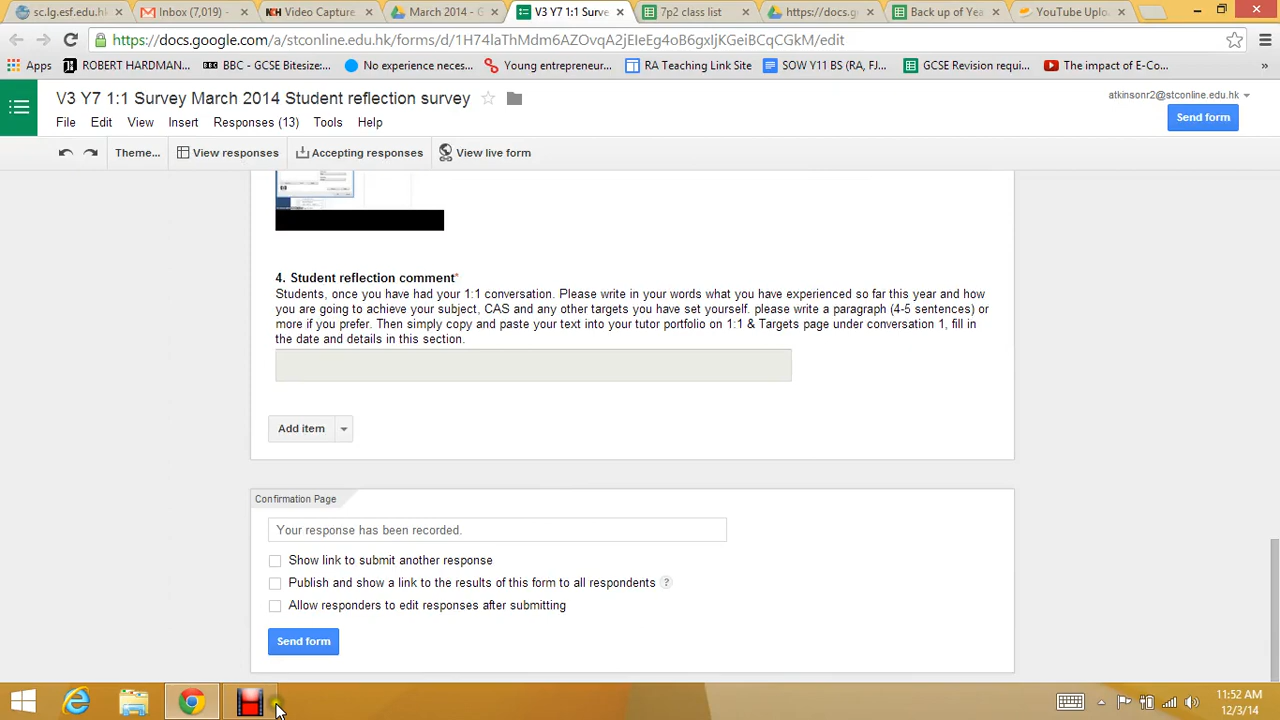 sc.lg.esf.edu.hk/ Inbox (7,019) - Video Capture March 2014 - G V3 Y7 1:1 Surve 7p2 class list https://docs.g Back up of Yea YouTube Uplo
https://docs.google.com/a/stconline.edu.hk/forms/d/1H74IaThMdm6AZOvqA2jEIeEg4oB6gxIjKGeiBCqCGkM/edit
Apps ROBERT HARDMAN... BBC - GCSE Bitesize:... No experience nece... Young entrepreneur... RA Teaching Link Site SOW Y11 BS (RA, FJ... GCSE Revision requi... The impact of E-Co... »
V3 Y7 1:1 Survey March 2014 Student reflection survey
atkinsonr2@stconline.edu.hk
Send form
File Edit View Insert Responses (13) Tools Help
Theme... View responses Accepting responses View live form
4. Student reflection comment*
Students, once you have had your 1:1 conversation. Please write in your words what you have experienced so far this year and how
you are going to achieve your subject, CAS and any other targets you have set yourself. please write a paragraph (4-5 sentences) or
more if you prefer. Then simply copy and paste your text into your tutor portfolio on 1:1 & Targets page under conversation 1, fill in
the date and details in this section.
Add item
Confirmation Page
Your response has been recorded.
Show link to submit another response
Publish and show a link to the results of this form to all respondents ?
Allow responders to edit responses after submitting
Send form
11:52 AM
12/3/14